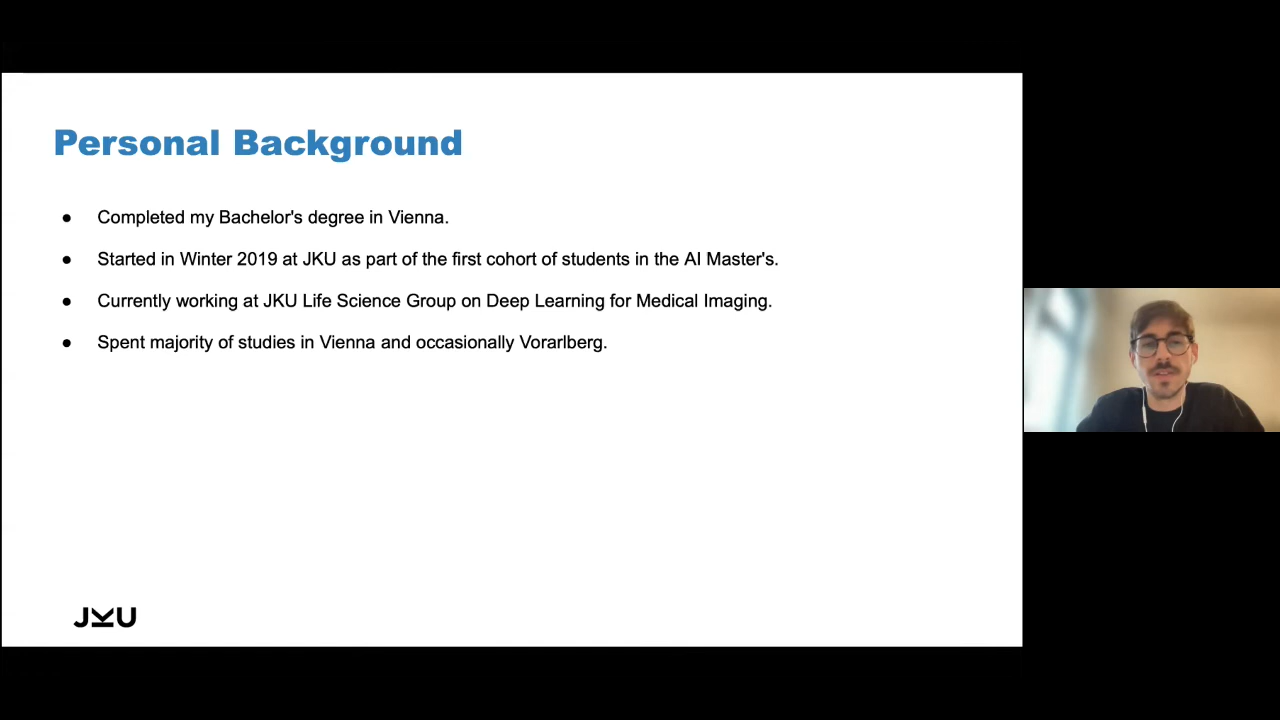 Personal Background
● Completed my Bachelor's degree in Vienna.
● Started in Winter 2019 at JKU as part of the first cohort of students in the AI Master's.
● Currently working at JKU Life Science Group on Deep Learning for Medical Imaging.
● Spent majority of studies in Vienna and occasionally Vorarlberg.
JKU